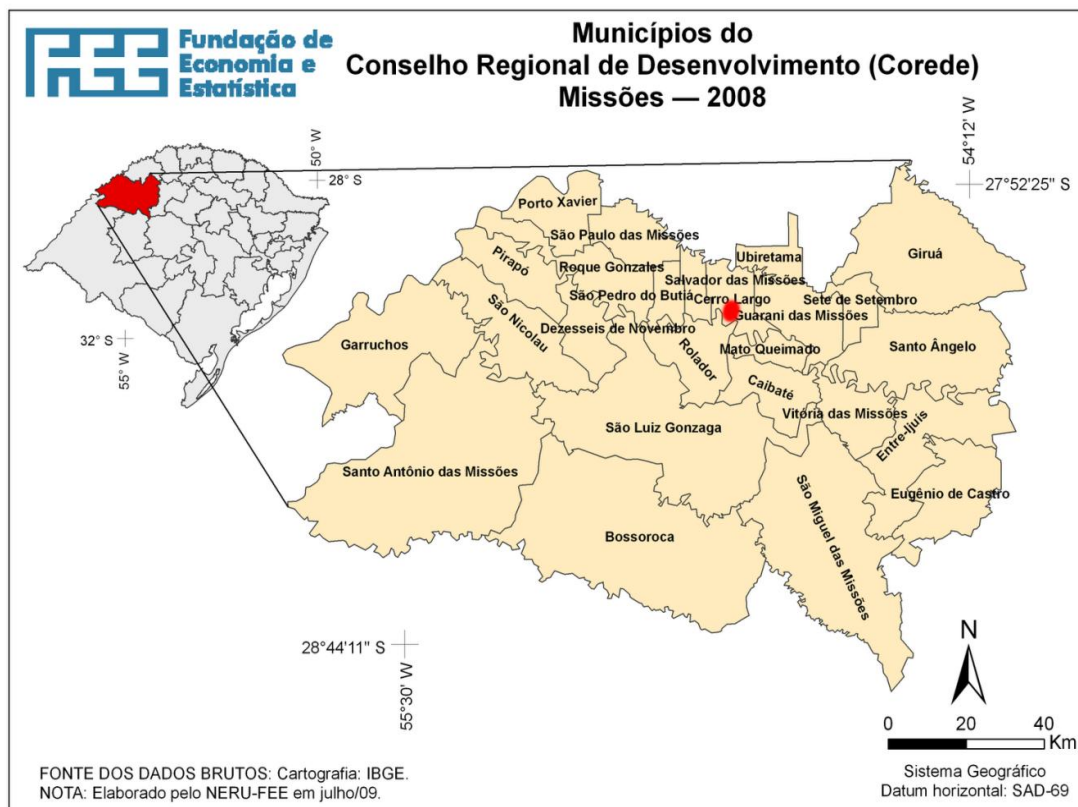 FEE
Fundação de
Economia e
Estatística
Municípios do
Conselho Regional de Desenvolvimento (Corede)
Missões — 2008
50° W
28° S
32° S
55° W
54°12' W
27°52'25" S
Porto Xavier
São Paulo das Missões
Pirapó
Roque Gonzales
Ubiretama
Giruá
Salvador das Missões
São Pedro do Butiá
Cerro Largo
Sete de Setembro
Guarani das Missões
São Nicolau
Dezesseis de Novembro
Garruchos
Rolador
Mato Queimado
Santo Ângelo
Caibaté
Vitória das Missões
São Luiz Gonzaga
Entre-Ijuis
Santo Antônio das Missões
Eugênio de Castro
São Miguel das Missões
Bossoroca
28°44'11" S
55°30' W
N
0 20 40
Km
Sistema Geográfico
Datum horizontal: SAD-69
FONTE DOS DADOS BRUTOS: Cartografia: IBGE.
NOTA: Elaborado pelo NERU-FEE em julho/09.